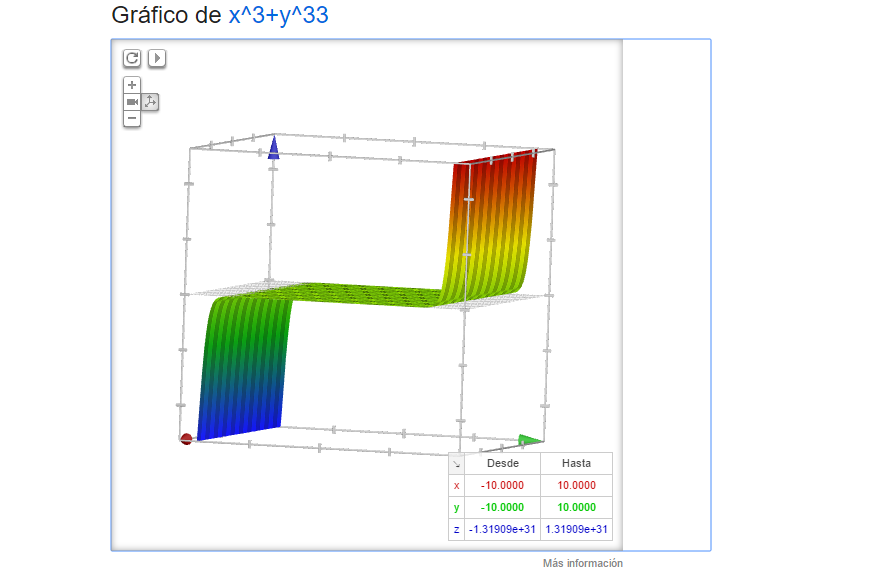 Gráfico de x^3+y^33
Desde Hasta
x -10.0000 10.0000
y -10.0000 10.0000
z -1.31909e+31 1.31909e+31
Más información